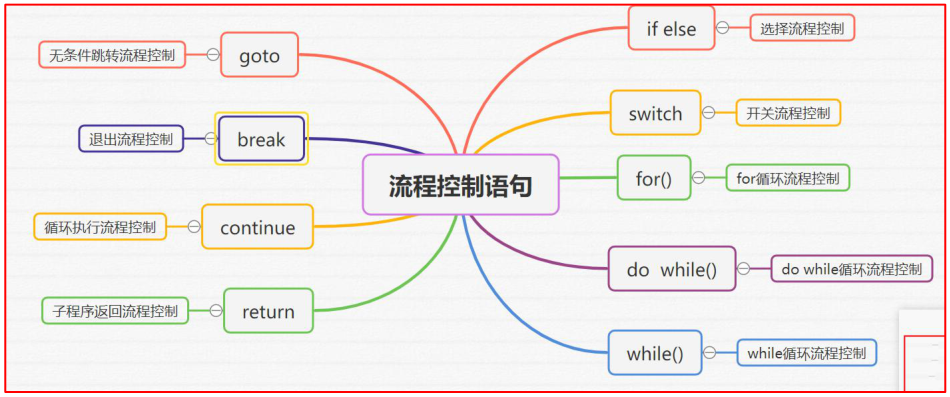 流程控制语句
if else
选择流程控制
switch
开关流程控制
for()
for循环流程控制
do while()
do while循环流程控制
while()
while循环流程控制
goto
无条件跳转流程控制
break
退出流程控制
continue
循环执行流程控制
return
子程序返回流程控制